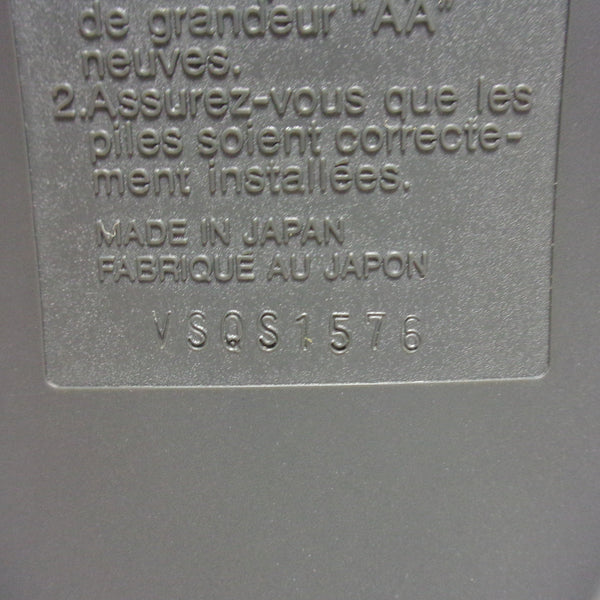 de grandeur "AA"
neuves.
2.Assurez-vous que les
piles soient correcte-
ment installées.
MADE IN JAPAN
FABRIQUÉ AU JAPON
VSQS1576